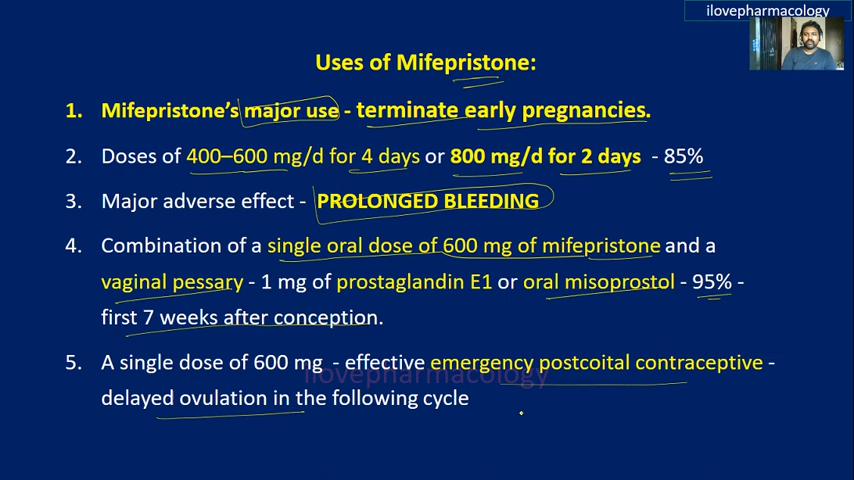 ilovepharmacology
Uses of Mifepristone:
1. Mifepristone's major use - terminate early pregnancies.
2. Doses of 400–600 mg/d for 4 days or 800 mg/d for 2 days - 85%
3. Major adverse effect - PROLONGED BLEEDING
4. Combination of a single oral dose of 600 mg of mifepristone and a
vaginal pessary - 1 mg of prostaglandin E1 or oral misoprostol - 95% -
first 7 weeks after conception.
5. A single dose of 600 mg - effective emergency postcoital contraceptive -
ilovepharmacology
delayed ovulation in the following cycle